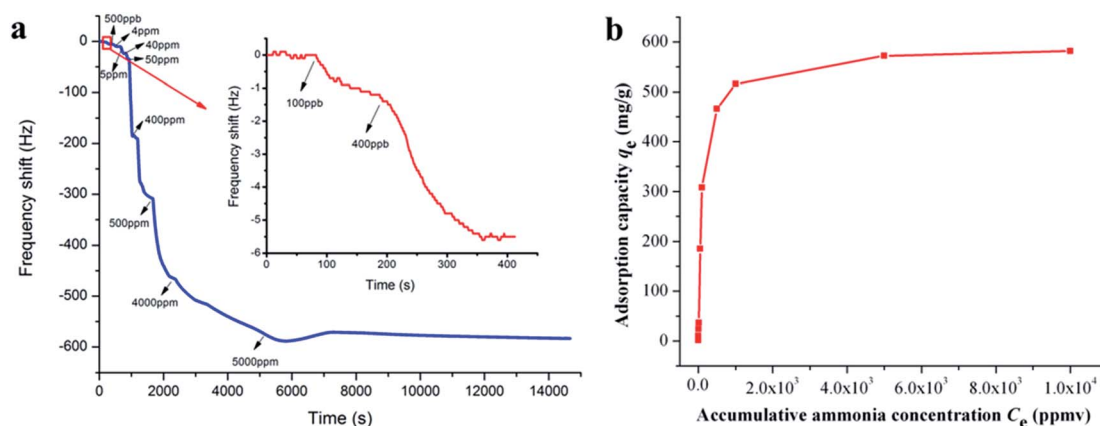 a
500ppb
4ppm
40ppm
50ppm
5ppm
400ppm
500ppm
4000ppm
5000ppm
0
-100
-200
-300
-400
-500
-600
Frequency shift (Hz)
0 2000 4000 6000 8000 10000 12000 14000
Time (s)
1
0
-1
-2
-3
-4
-5
-6
Frequency shift (Hz)
100ppb
400ppb
0 100 200 300 400
Time (s)
b
600
500
400
300
200
100
0
Adsorption capacity qe (mg/g)
0.0 2.0x10³ 4.0x10³ 6.0x10³ 8.0x10³ 1.0x10⁴
Accumulative ammonia concentration Ce (ppmv)